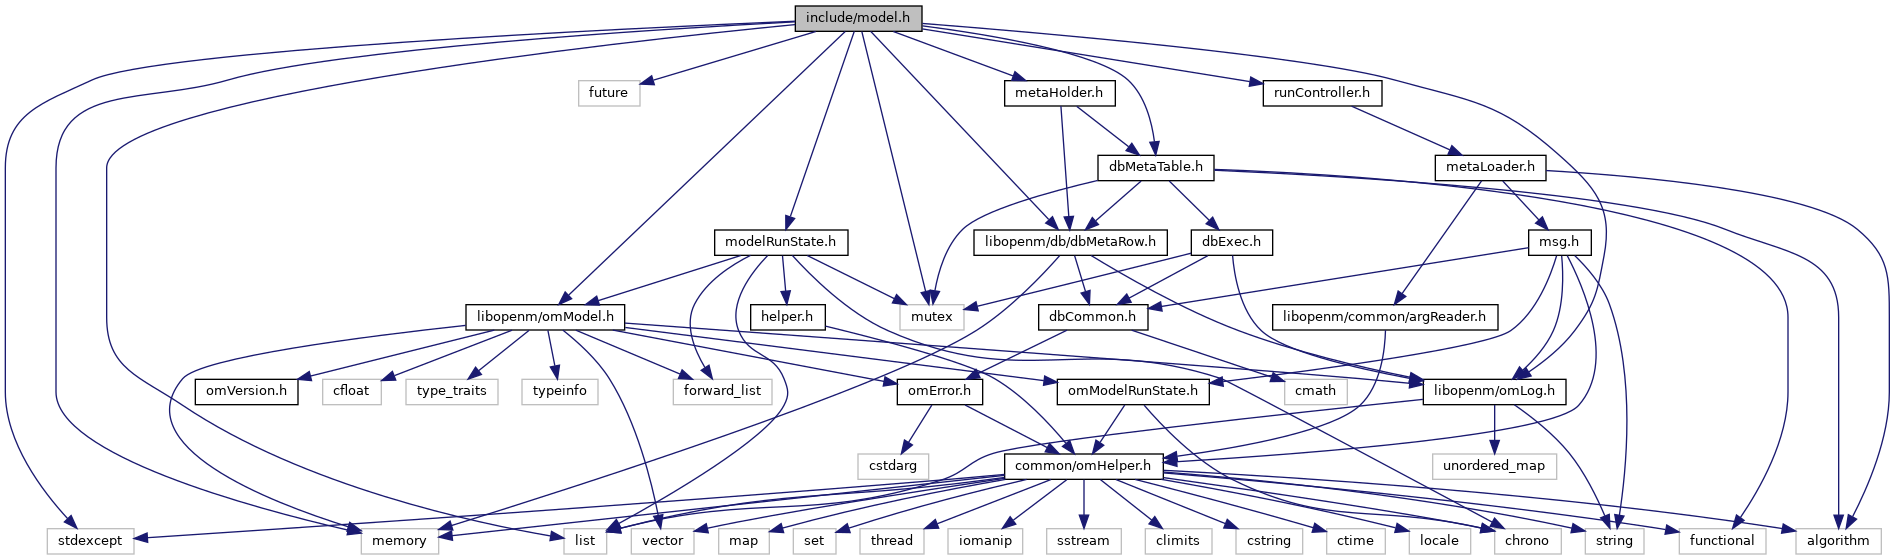 include/model.h
future
metaHolder.h
runController.h
dbMetaTable.h
metaLoader.h
modelRunState.h
libopenm/db/dbMetaRow.h
dbExec.h
msg.h
libopenm/omModel.h
helper.h
mutex
dbCommon.h
libopenm/common/argReader.h
omVersion.h
cfloat
type_traits
typeinfo
forward_list
omError.h
omModelRunState.h
cmath
libopenm/omLog.h
cstdarg
common/omHelper.h
unordered_map
stdexcept
memory
list
vector
map
set
thread
iomanip
sstream
climits
cstring
ctime
locale
chrono
string
functional
algorithm